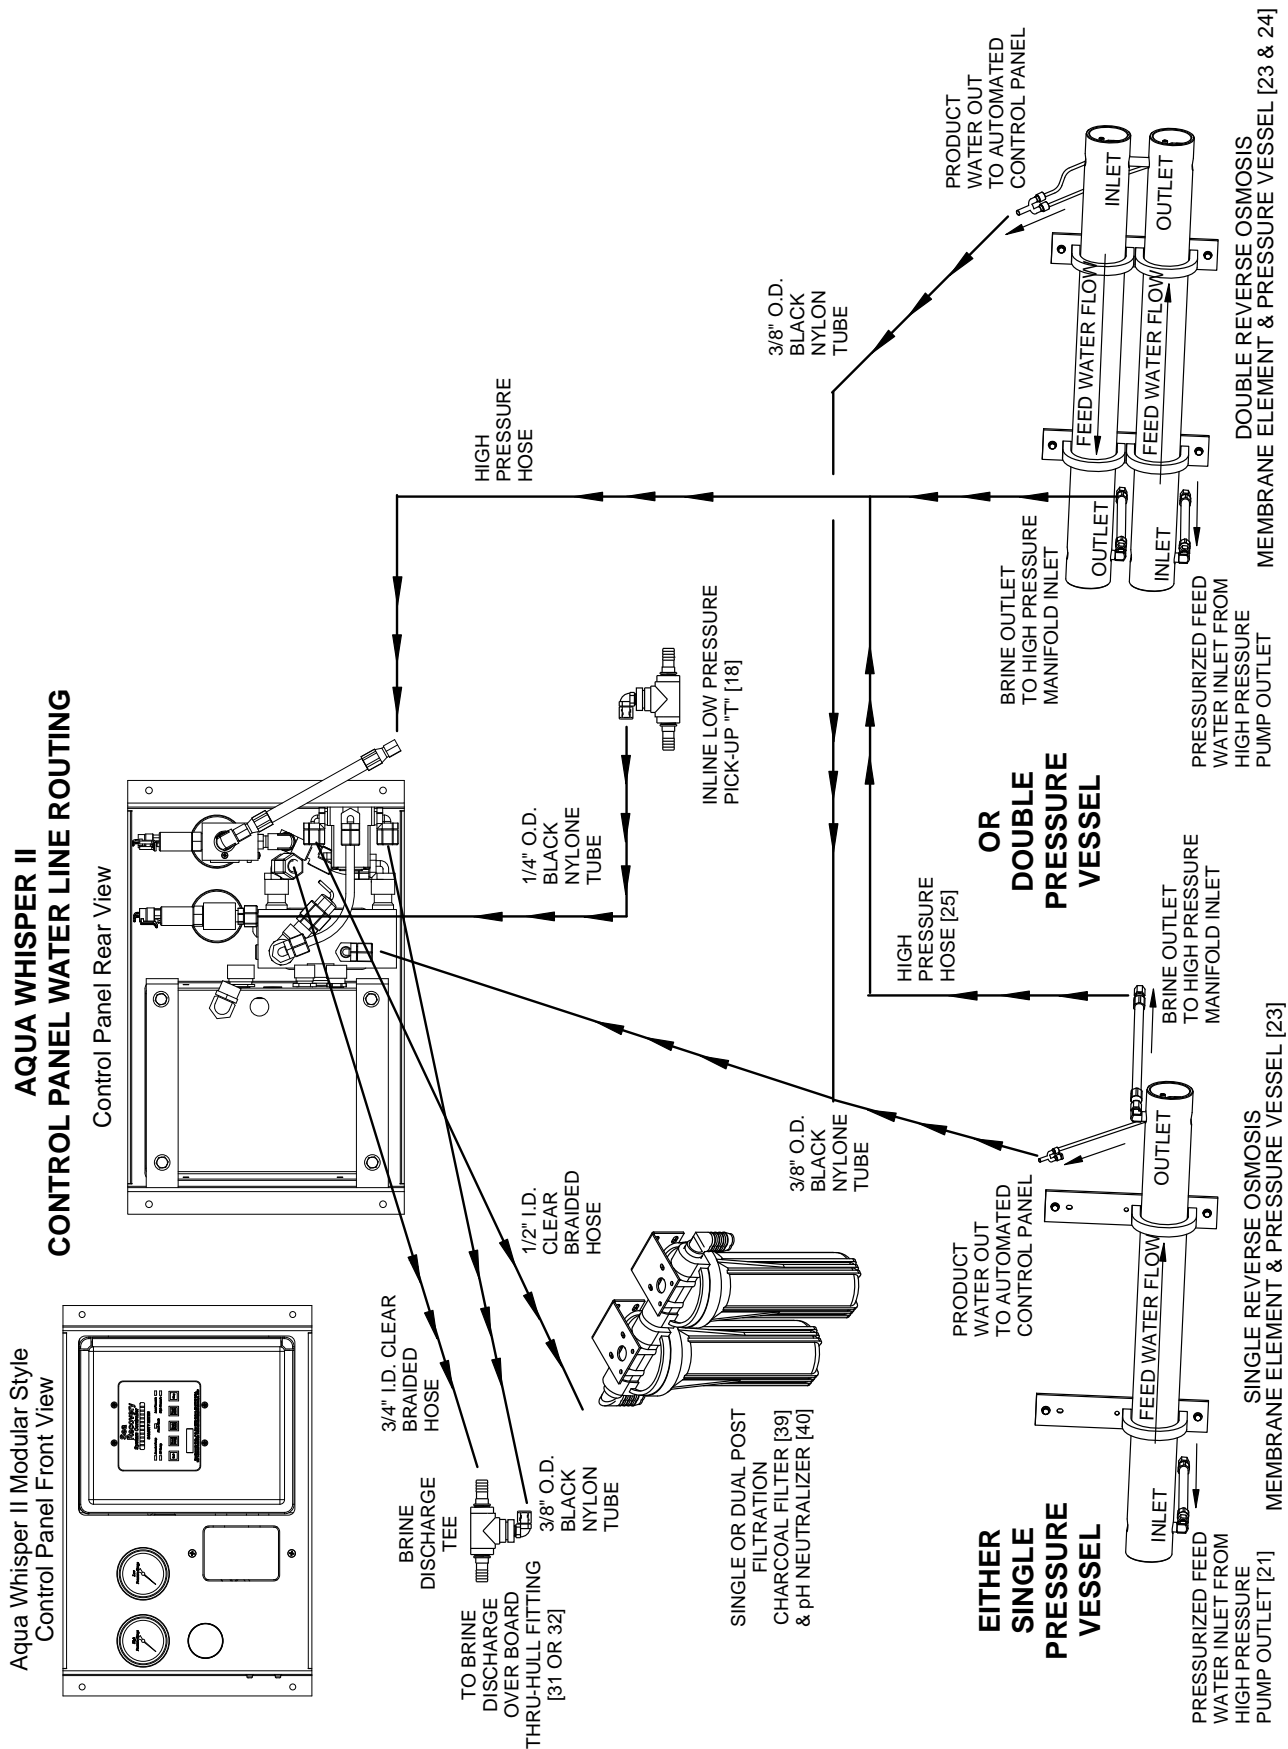 AQUA WHISPER II
CONTROL PANEL WATER LINE ROUTING
Aqua Whisper II Modular Style
Control Panel Front View
Control Panel Rear View
Sea
Recovery
3/4" I.D. CLEAR
BRAIDED
HOSE
BRINE
DISCHARGE
TEE
TO BRINE
DISCHARGE
OVER BOARD
THRU-HULL FITTING
[31 OR 32]
3/8" O.D.
BLACK
NYLON
TUBE
1/2" I.D.
CLEAR
BRAIDED
HOSE
SINGLE OR DUAL POST
FILTRATION
CHARCOAL FILTER [39]
& pH NEUTRALIZER [40]
1/4" O.D.
BLACK
NYLONE
TUBE
INLINE LOW PRESSURE
PICK-UP "T" [18]
HIGH
PRESSURE
HOSE
3/8" O.D.
BLACK
NYLON
TUBE
3/8" O.D.
BLACK
NYLONE
TUBE
HIGH
PRESSURE
HOSE [25]
EITHER
SINGLE
PRESSURE
VESSEL
PRODUCT
WATER OUT
TO AUTOMATED
CONTROL PANEL
BRINE OUTLET
TO HIGH PRESSURE
MANIFOLD INLET
INLET
FEED WATER FLOW
OUTLET
PRESSURIZED FEED
WATER INLET FROM
HIGH PRESSURE
PUMP OUTLET [21]
SINGLE REVERSE OSMOSIS
MEMBRANE ELEMENT & PRESSURE VESSEL [23]
OR
DOUBLE
PRESSURE
VESSEL
PRODUCT
WATER OUT
TO AUTOMATED
CONTROL PANEL
BRINE OUTLET
TO HIGH PRESSURE
MANIFOLD INLET
OUTLET
FEED WATER FLOW
INLET
INLET
FEED WATER FLOW
OUTLET
PRESSURIZED FEED
WATER INLET FROM
HIGH PRESSURE
PUMP OUTLET
DOUBLE REVERSE OSMOSIS
MEMBRANE ELEMENT & PRESSURE VESSEL [23 & 24]